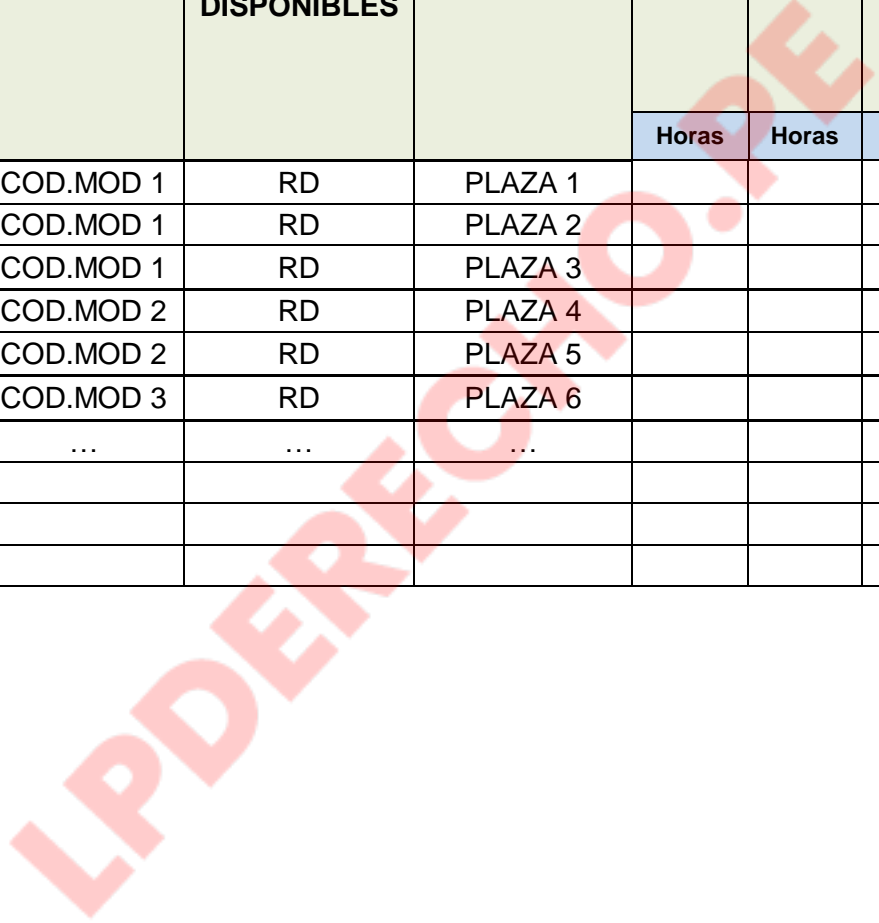 DISPONIBLES
Horas Horas
COD.MOD 1 RD PLAZA 1
COD.MOD 1 RD PLAZA 2
COD.MOD 1 RD PLAZA 3
COD.MOD 2 RD PLAZA 4
COD.MOD 2 RD PLAZA 5
COD.MOD 3 RD PLAZA 6
… … …
LPDERECHO.PE